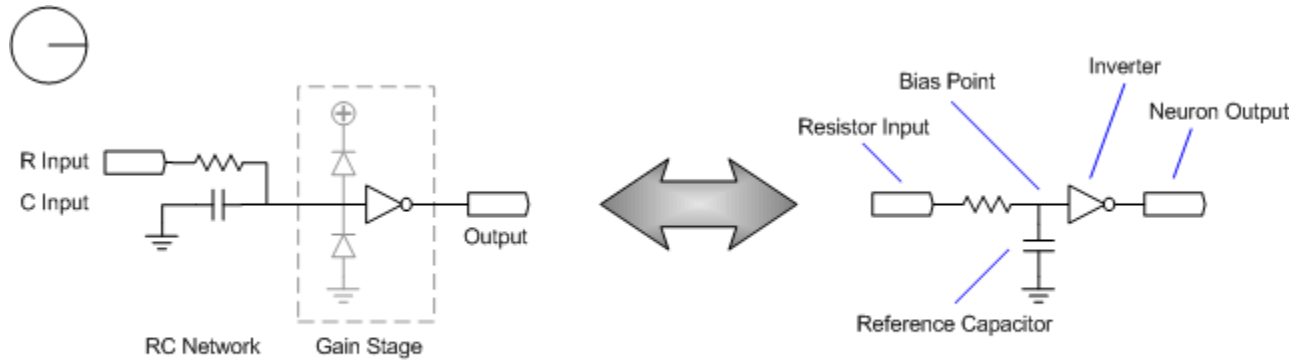 R Input
C Input
Output
RC Network
Gain Stage
Resistor Input
Bias Point
Inverter
Neuron Output
Reference Capacitor